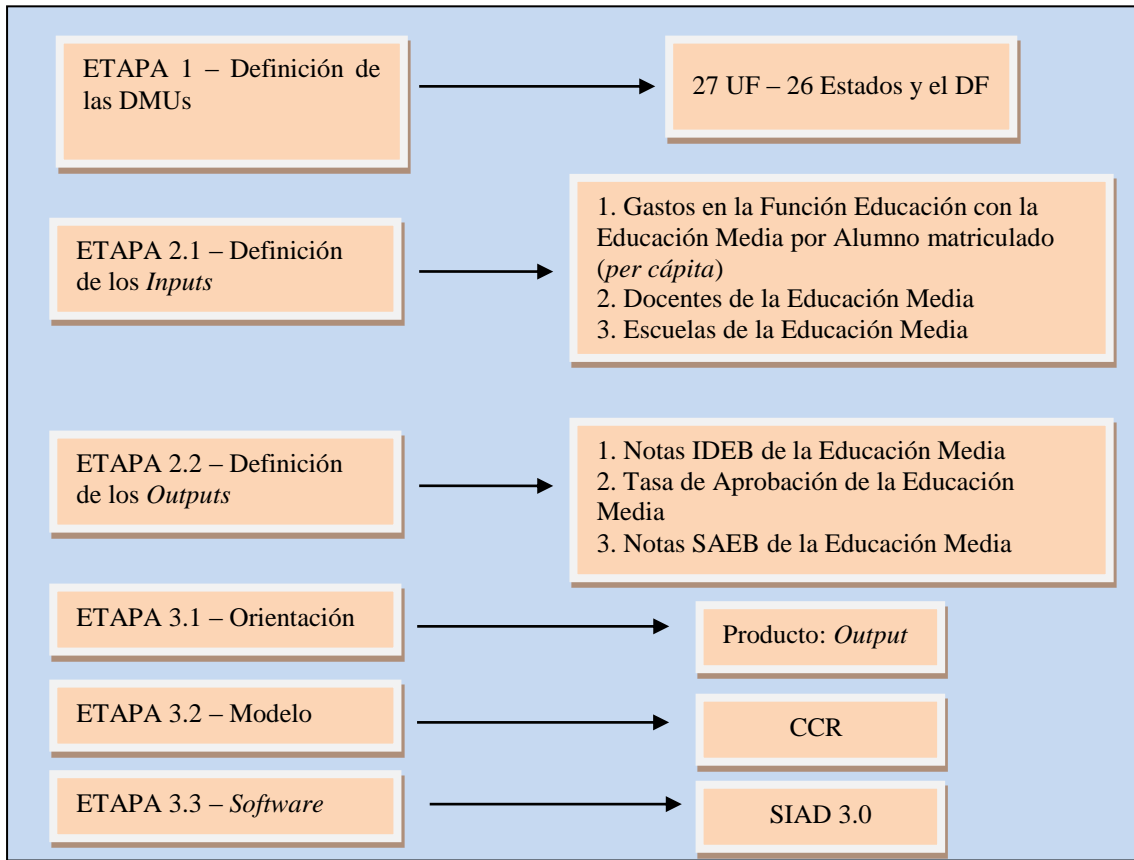 ETAPA 1 – Definición de
las DMUs
27 UF – 26 Estados y el DF
ETAPA 2.1 – Definición
de los Inputs
1. Gastos en la Función Educación con la
Educación Media por Alumno matriculado
(per cápita)
2. Docentes de la Educación Media
3. Escuelas de la Educación Media
ETAPA 2.2 – Definición
de los Outputs
1. Notas IDEB de la Educación Media
2. Tasa de Aprobación de la Educación
Media
3. Notas SAEB de la Educación Media
ETAPA 3.1 – Orientación
Producto: Output
ETAPA 3.2 – Modelo
CCR
ETAPA 3.3 – Software
SIAD 3.0